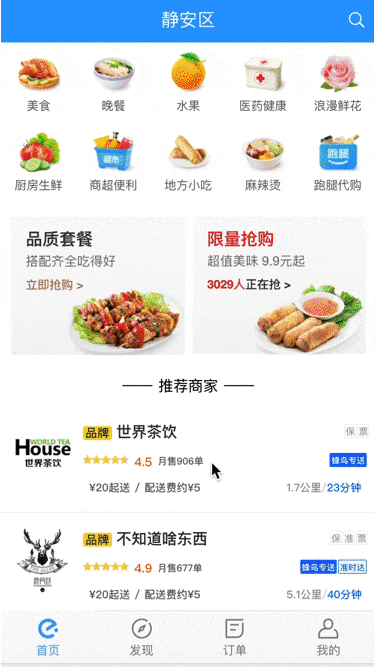 静安区
美食 晚餐 水果 医药健康 浪漫鲜花
超市
跑腿
厨房生鲜 商超便利 地方小吃 麻辣烫 跑腿代购
品质套餐
搭配齐全吃得好
立即抢购 >
限量抢购
超值美味 9.9元起
3029人正在抢 >
推荐商家
WORLD TEA
House
世界茶饮
品牌 世界茶饮
保 票
4.5 月售906单
蜂鸟专送
¥20起送 / 配送费约¥5
1.7公里/23分钟
品牌 不知道啥东西
保 准 票
4.9 月售677单
蜂鸟专送 准时达
¥20起送 / 配送费约¥5
5.1公里/40分钟
首页 发现 订单 我的